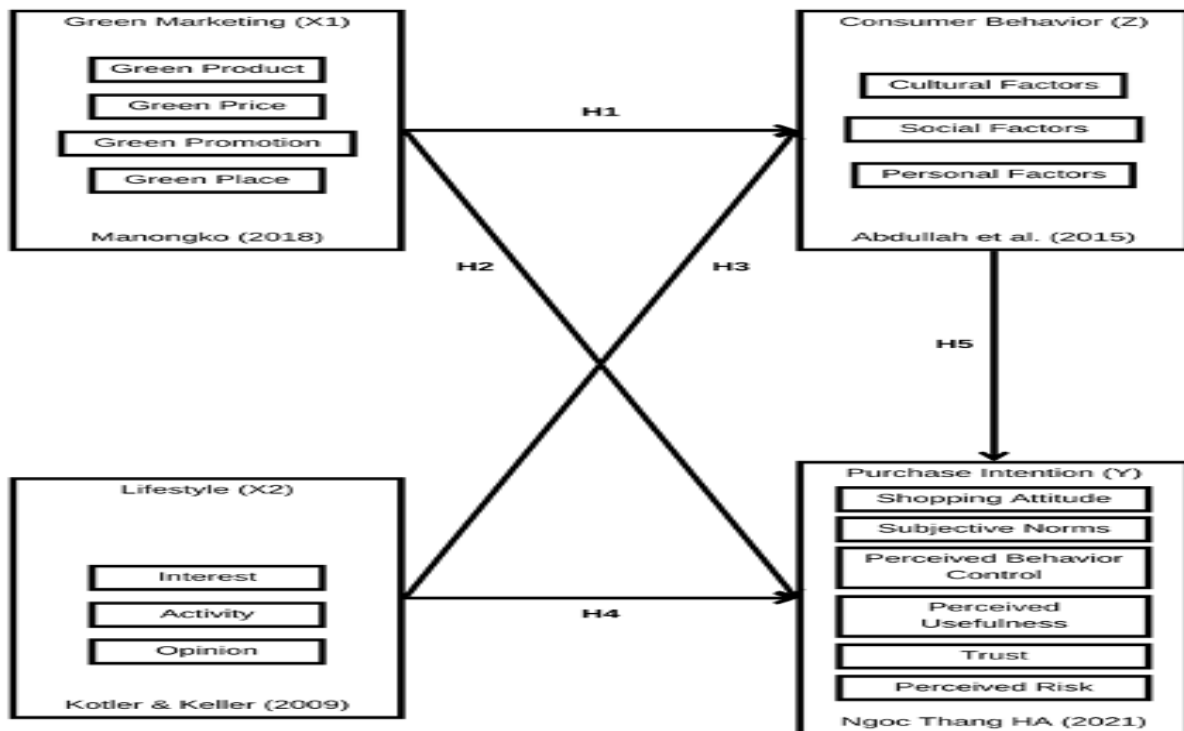 Green Marketing (X1)
Green Product
Green Price
Green Promotion
Green Place
Manongko (2018)
Consumer Behavior (Z)
Cultural Factors
Social Factors
Personal Factors
Abdullah et al. (2015)
H1
H2
H3
H5
Lifestyle (X2)
Interest
Activity
Opinion
Kotler & Keller (2009)
H4
Purchase Intention (Y)
Shopping Attitude
Subjective Norms
Perceived Behavior
Control
Perceived
Usefulness
Trust
Perceived Risk
Ngoc Thang HA (2021)